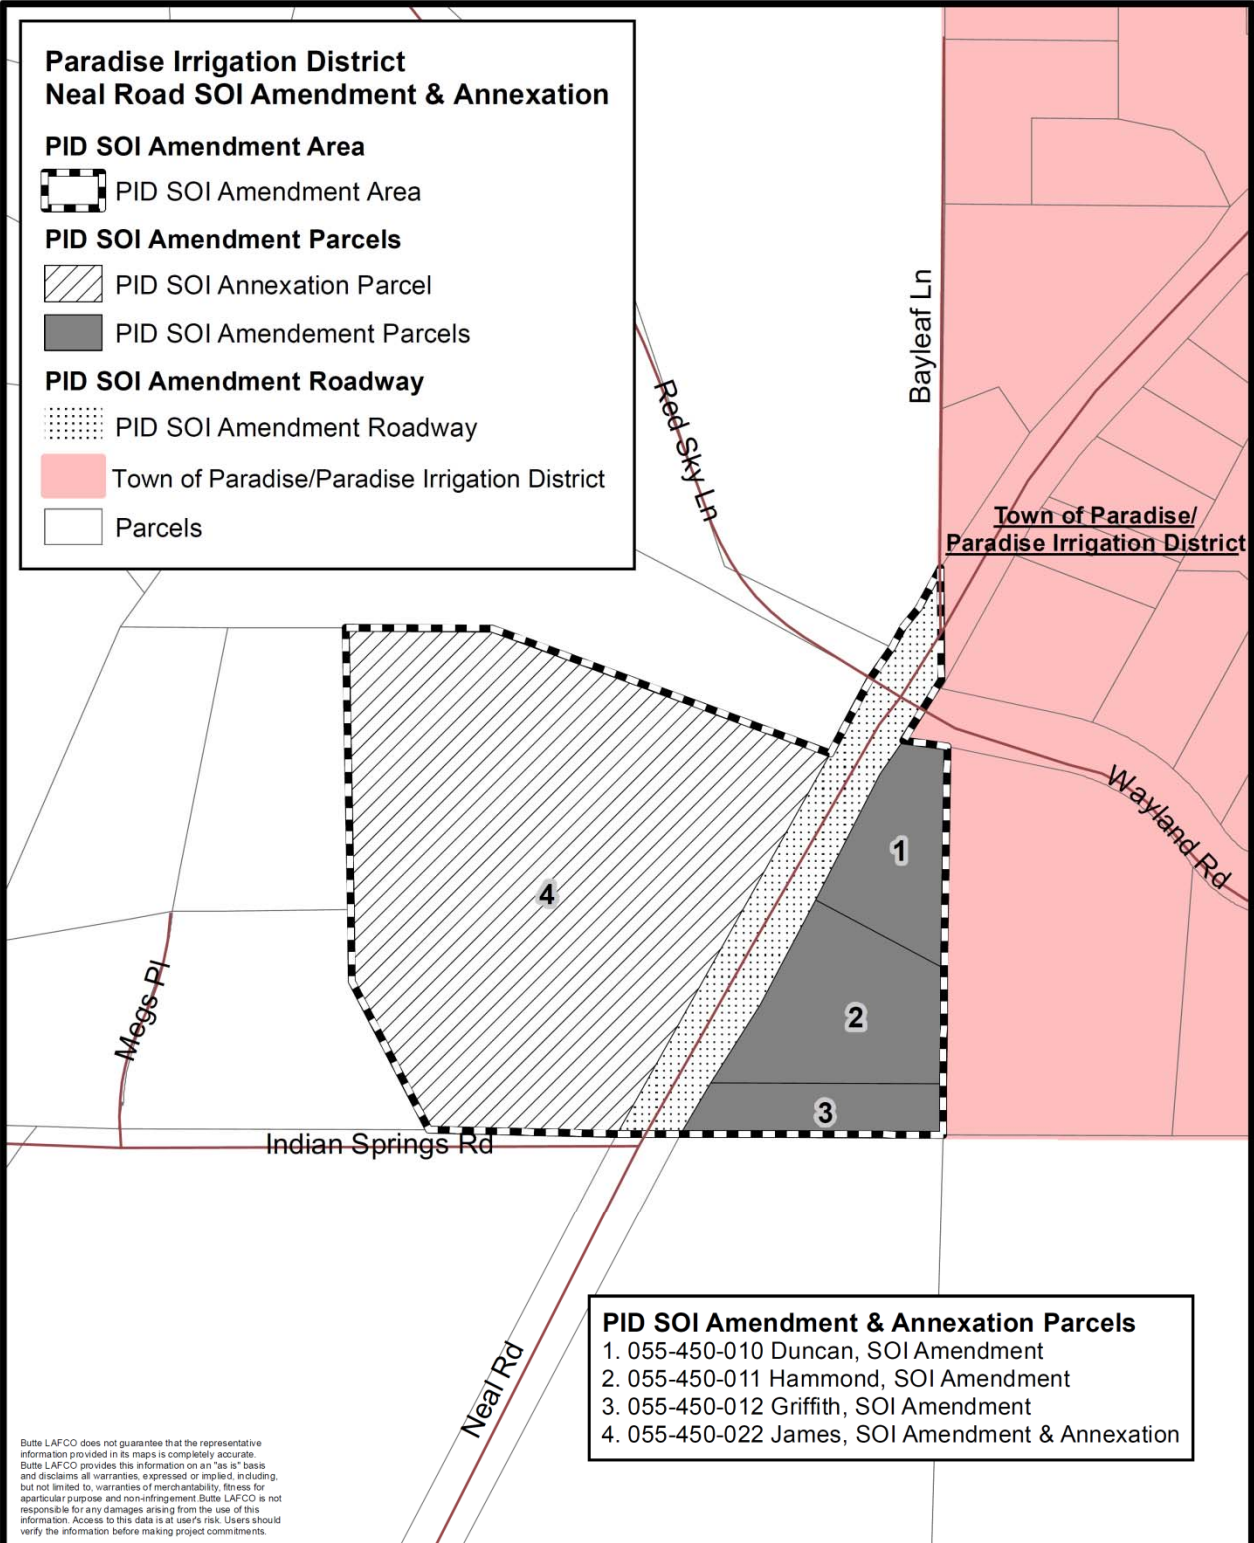 Paradise Irrigation District
Neal Road SOI Amendment & Annexation
PID SOI Amendment Area
PID SOI Amendment Area
PID SOI Amendment Parcels
PID SOI Annexation Parcel
PID SOI Amendement Parcels
PID SOI Amendment Roadway
PID SOI Amendment Roadway
Town of Paradise/Paradise Irrigation District
Parcels
Bayleaf Ln
Red Sky Ln
Town of Paradise/
Paradise Irrigation District
Wayland Rd
1
4
2
Megs Pl
3
Indian Springs Rd
Neal Rd
PID SOI Amendment & Annexation Parcels
1. 055-450-010 Duncan, SOI Amendment
2. 055-450-011 Hammond, SOI Amendment
3. 055-450-012 Griffith, SOI Amendment
4. 055-450-022 James, SOI Amendment & Annexation
Butte LAFCO does not guarantee that the representative
information provided in its maps is completely accurate.
Butte LAFCO provides this information on an "as is" basis
and disclaims all warranties, expressed or implied, including,
but not limited to, warranties of merchantability, fitness for
aparticular purpose and non-infringement.Butte LAFCO is not
responsible for any damages arising from the use of this
information. Access to this data is at user's risk. Users should
verify the information before making project commitments.